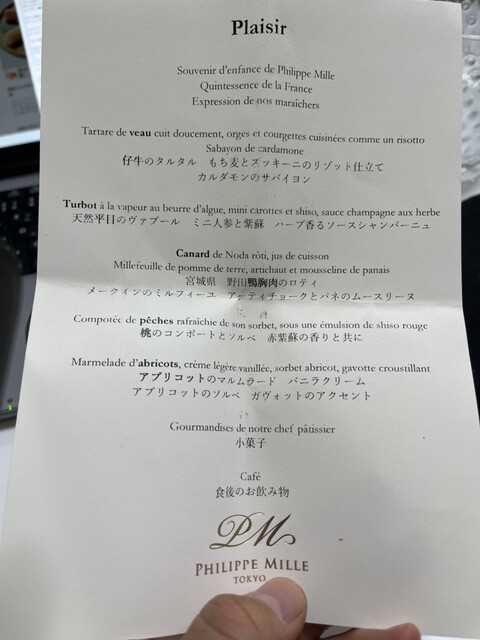 Plaisir
Souvenir d'enfance de Philippe Mille
Quintessence de la France
Expression de nos maraîchers
Tartare de veau cuit doucement, orges et courgettes cuisinées comme un risotto
Sabayon de cardamone
仔牛のタルタル もち麦とズッキーニのリゾット仕立て
カルダモンのサバイヨン
Turbot à la vapeur au beurre d'algue, mini carottes et shiso, sauce champagne aux herbe
天然平目のヴァプール ミニ人参と紫蘇 ハーブ香るソースシャンパーニュ
Canard de Noda rôti, jus de cuisson
Millefeuille de pomme de terre, artichaut et mousseline de panais
宮城県 野田鴨胸肉のロティ
メークインのミルフィーユ アーティチョークとパネのムースリーヌ
Compotée de pêches rafraîchie de son sorbet, sous une émulsion de shiso rouge
桃のコンポートとソルベ 赤紫蘇の香りと共に
Marmelade d'abricots, crème légère vanillée, sorbet abricot, gavotte croustillant
アプリコットのマルムラード バニラクリーム
アプリコットのソルベ ガヴォットのアクセント
Gourmandises de notre chef pâtissier
小菓子
Café
食後のお飲み物
PM
PHILIPPE MILLE
TOKYO